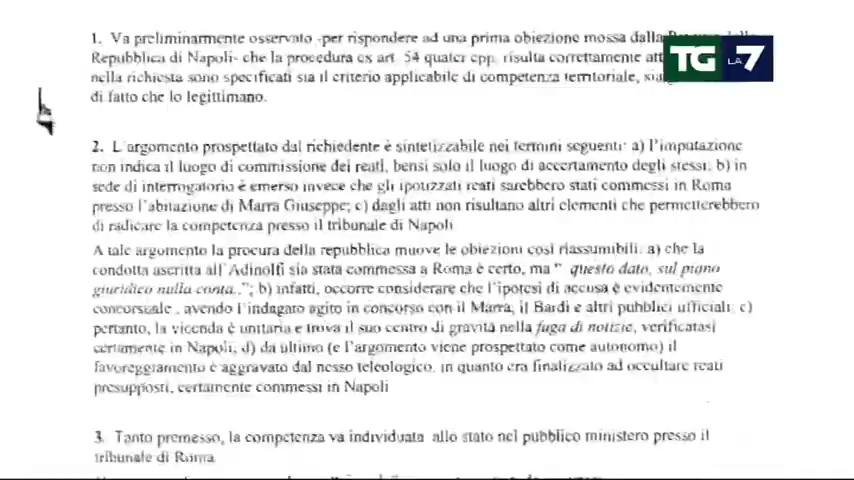 1. Va preliminarmente osservato -per rispondere ad una prima obiezione mossa dalla
Repubblica di Napoli- che la procedura ex art. 54 quater cpp. risulta correttamente
nella richiesta sono specificati sia il criterio applicabile di competenza territoriale,
di fatto che lo legittimano.
TG LA 7
2. L'argomento prospettato dal richiedente è sintetizzabile nei termini seguenti: a) l'imputazione
non indica il luogo di commissione dei reati, bensì solo il luogo di accertamento degli stessi; b) in
sede di interrogatorio è emerso invece che gli ipotizzati reati sarebbero stati commessi in Roma
presso l'abitazione di Marra Giuseppe; c) dagli atti non risultano altri elementi che permetterebbero
di radicare la competenza presso il tribunale di Napoli
A tale argomento la procura della repubblica muove le obiezioni così riassumibili: a) che la
condotta ascritta all'Adinolfi sia stata commessa a Roma è certo, ma " questo dato, sul piano
giuridico nulla conta.."; b) infatti, occorre considerare che l'ipotesi di accusa è evidentemente
concorsuale , avendo l'indagato agito in concorso con il Marra, il Bardi e altri pubblici ufficiali; c)
pertanto, la vicenda è unitaria e trova il suo centro di gravità nella fuga di notizie, verificatasi
certamente in Napoli; d) da ultimo (e l'argomento viene prospettato come autonomo) il
favoreggiamento è aggravato dal nesso teleologico, in quanto era finalizzato ad occultare reati
presupposti, certamente commessi in Napoli
3. Tanto premesso, la competenza va individuata allo stato nel pubblico ministero presso il
tribunale di Roma